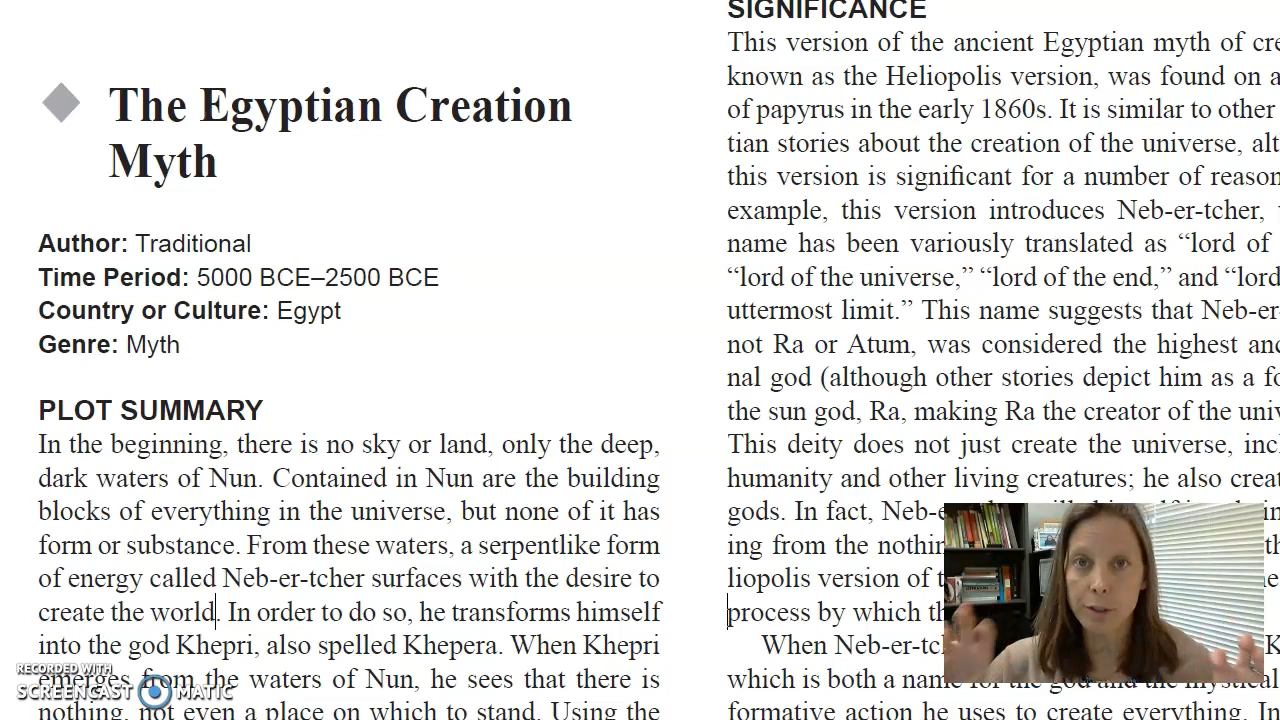 The Egyptian Creation
Myth
Author: Traditional
Time Period: 5000 BCE–2500 BCE
Country or Culture: Egypt
Genre: Myth
PLOT SUMMARY
In the beginning, there is no sky or land, only the deep,
dark waters of Nun. Contained in Nun are the building
blocks of everything in the universe, but none of it has
form or substance. From these waters, a serpentlike form
of energy called Neb-er-tcher surfaces with the desire to
create the world. In order to do so, he transforms himself
into the god Khepri, also spelled Khepera. When Khepri
emerges from the waters of Nun, he sees that there is
nothing, not even a place on which to stand. Using the
SIGNIFICANCE
This version of the ancient Egyptian myth of cre
known as the Heliopolis version, was found on a
of papyrus in the early 1860s. It is similar to other
tian stories about the creation of the universe, alt
this version is significant for a number of reason
example, this version introduces Neb-er-tcher,
name has been variously translated as “lord of
“lord of the universe,” “lord of the end,” and “lord
uttermost limit.” This name suggests that Neb-er-
not Ra or Atum, was considered the highest and
nal god (although other stories depict him as a fo
the sun god, Ra, making Ra the creator of the univ
This deity does not just create the universe, incl
humanity and other living creatures; he also creat
gods. In fact, Neb-e
ing from the nothin
liopolis version of t
process by which th
When Neb-er-tc
which is both a name for the god and the mystical
formative action he uses to create everything. In
RECORDED WITH
SCREENCAST MATIC